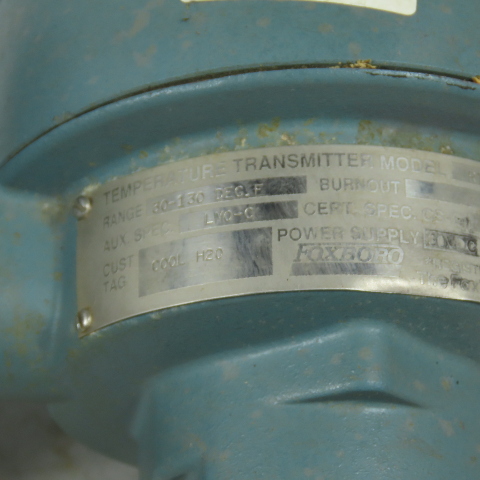 TEMPERATURE TRANSMITTER MODEL
RANGE 30-130 DEG.F BURNOUT
AUX. SPEC. LVC-C CERT. SPEC.
CUST TAG COOL H2O POWER SUPPLY
FOXBORO